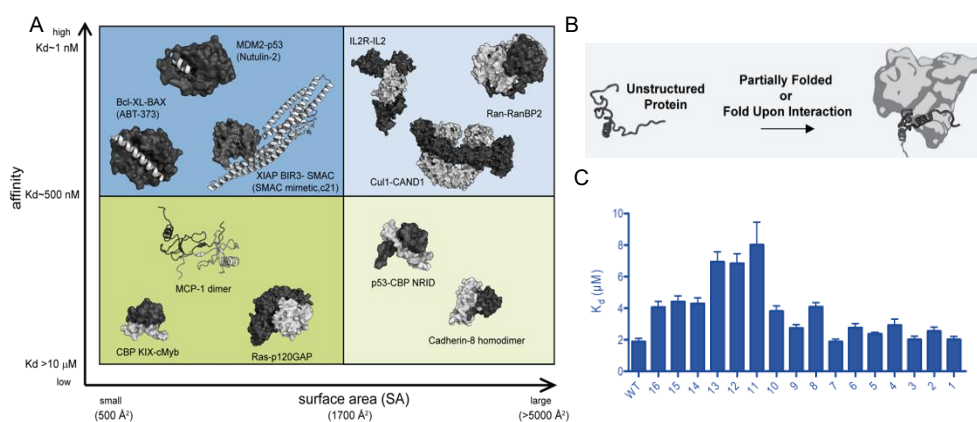 A
high
Kd~1 nM
MDM2-p53
(Nutulin-2)
Bcl-XL-BAX
(ABT-373)
XIAP BIR3- SMAC
(SMAC mimetic,c21)
IL2R-IL2
Ran-RanBP2
Cul1-CAND1
affinity
Kd~500 nM
MCP-1 dimer
CBP KIX-cMyb
Ras-p120GAP
p53-CBP NRID
Cadherin-8 homodimer
Kd >10 µM
low
small
(500 Å²)
surface area (SA)
(1700 Å²)
large
(>5000 Å²)
B
Unstructured
Protein
Partially Folded
or
Fold Upon Interaction
C
10
8
6
4
2
0
Kd (µM)
WT
16
15
14
13
12
11
10
9
8
7
6
5
4
3
2
1